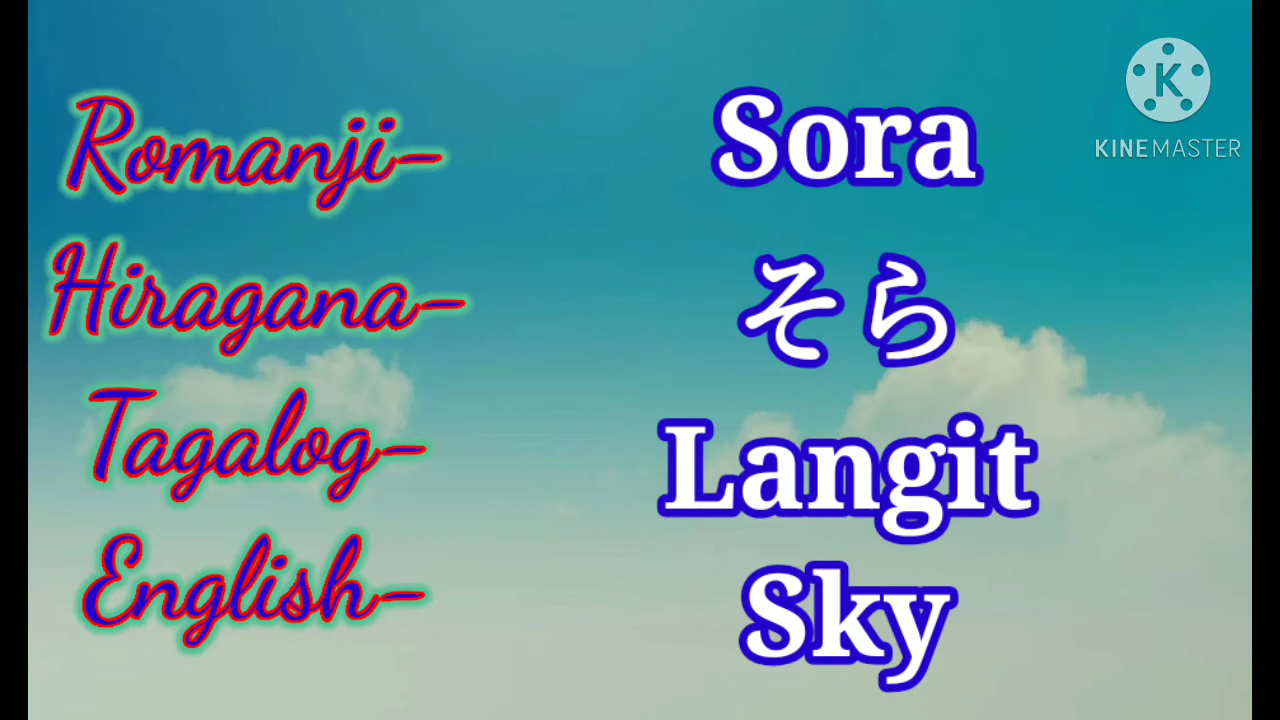 Romanji- Sora
Hiragana- そら
Tagalog- Langit
English- Sky
K
KINEMASTER